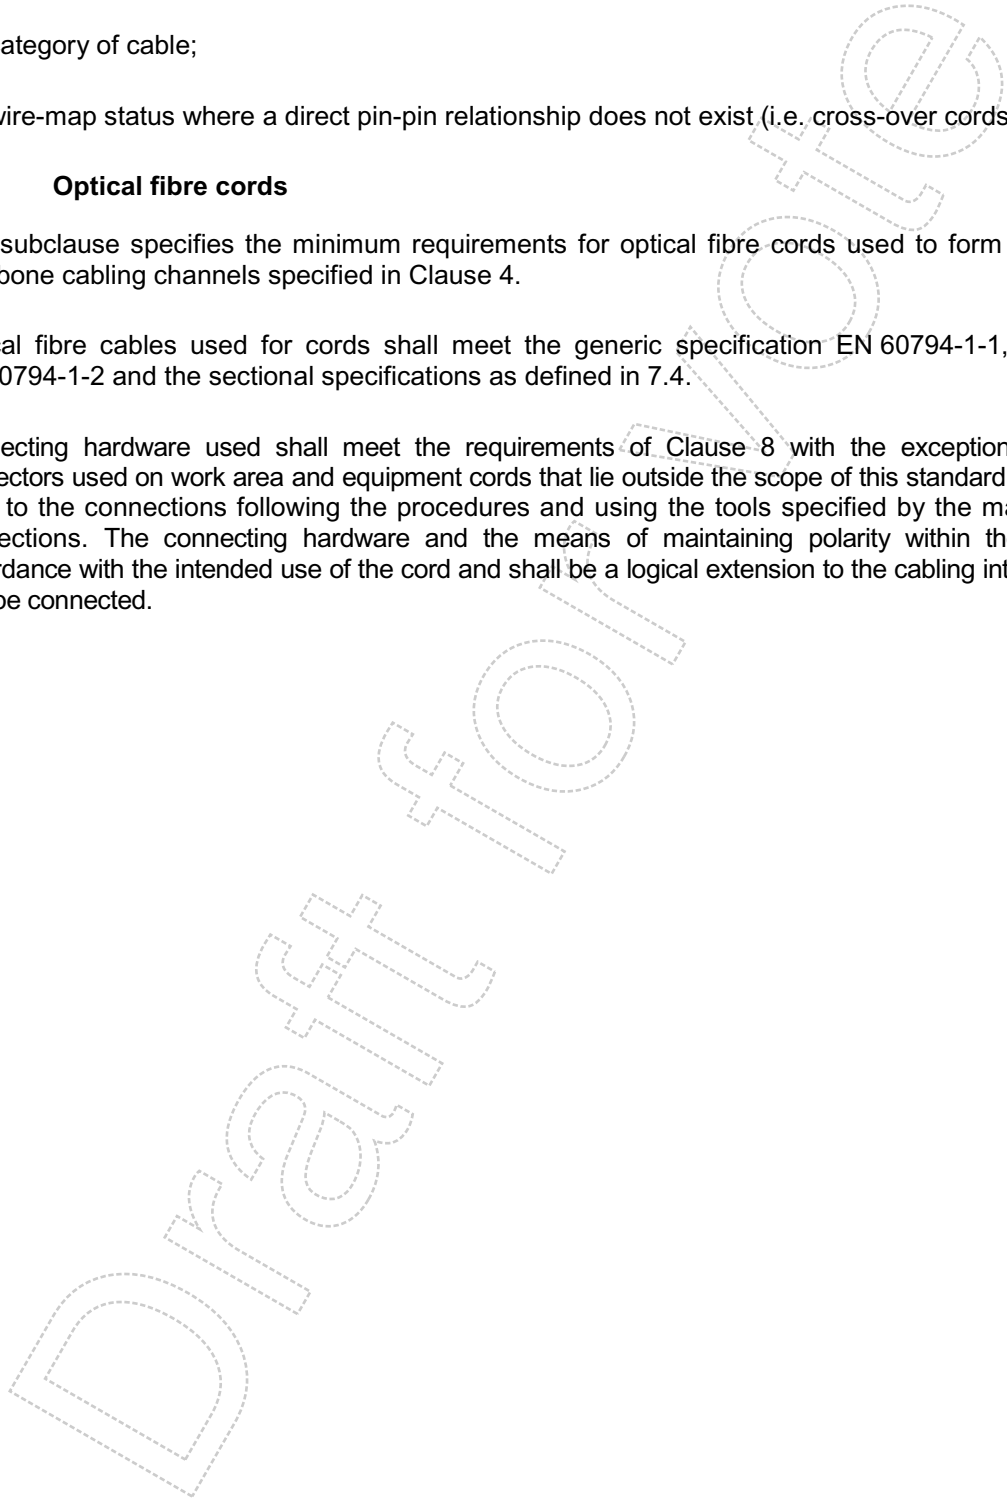 ategory of cable;
wire-map status where a direct pin-pin relationship does not exist (i.e. cross-over cords
Optical fibre cords
subclause specifies the minimum requirements for optical fibre cords used to form
bone cabling channels specified in Clause 4.
cal fibre cables used for cords shall meet the generic specification EN 60794-1-1,
0794-1-2 and the sectional specifications as defined in 7.4.
ecting hardware used shall meet the requirements of Clause 8 with the exception
ectors used on work area and equipment cords that lie outside the scope of this standard
to the connections following the procedures and using the tools specified by the ma
ections. The connecting hardware and the means of maintaining polarity within th
rdance with the intended use of the cord and shall be a logical extension to the cabling int
be connected.
Draft for vote